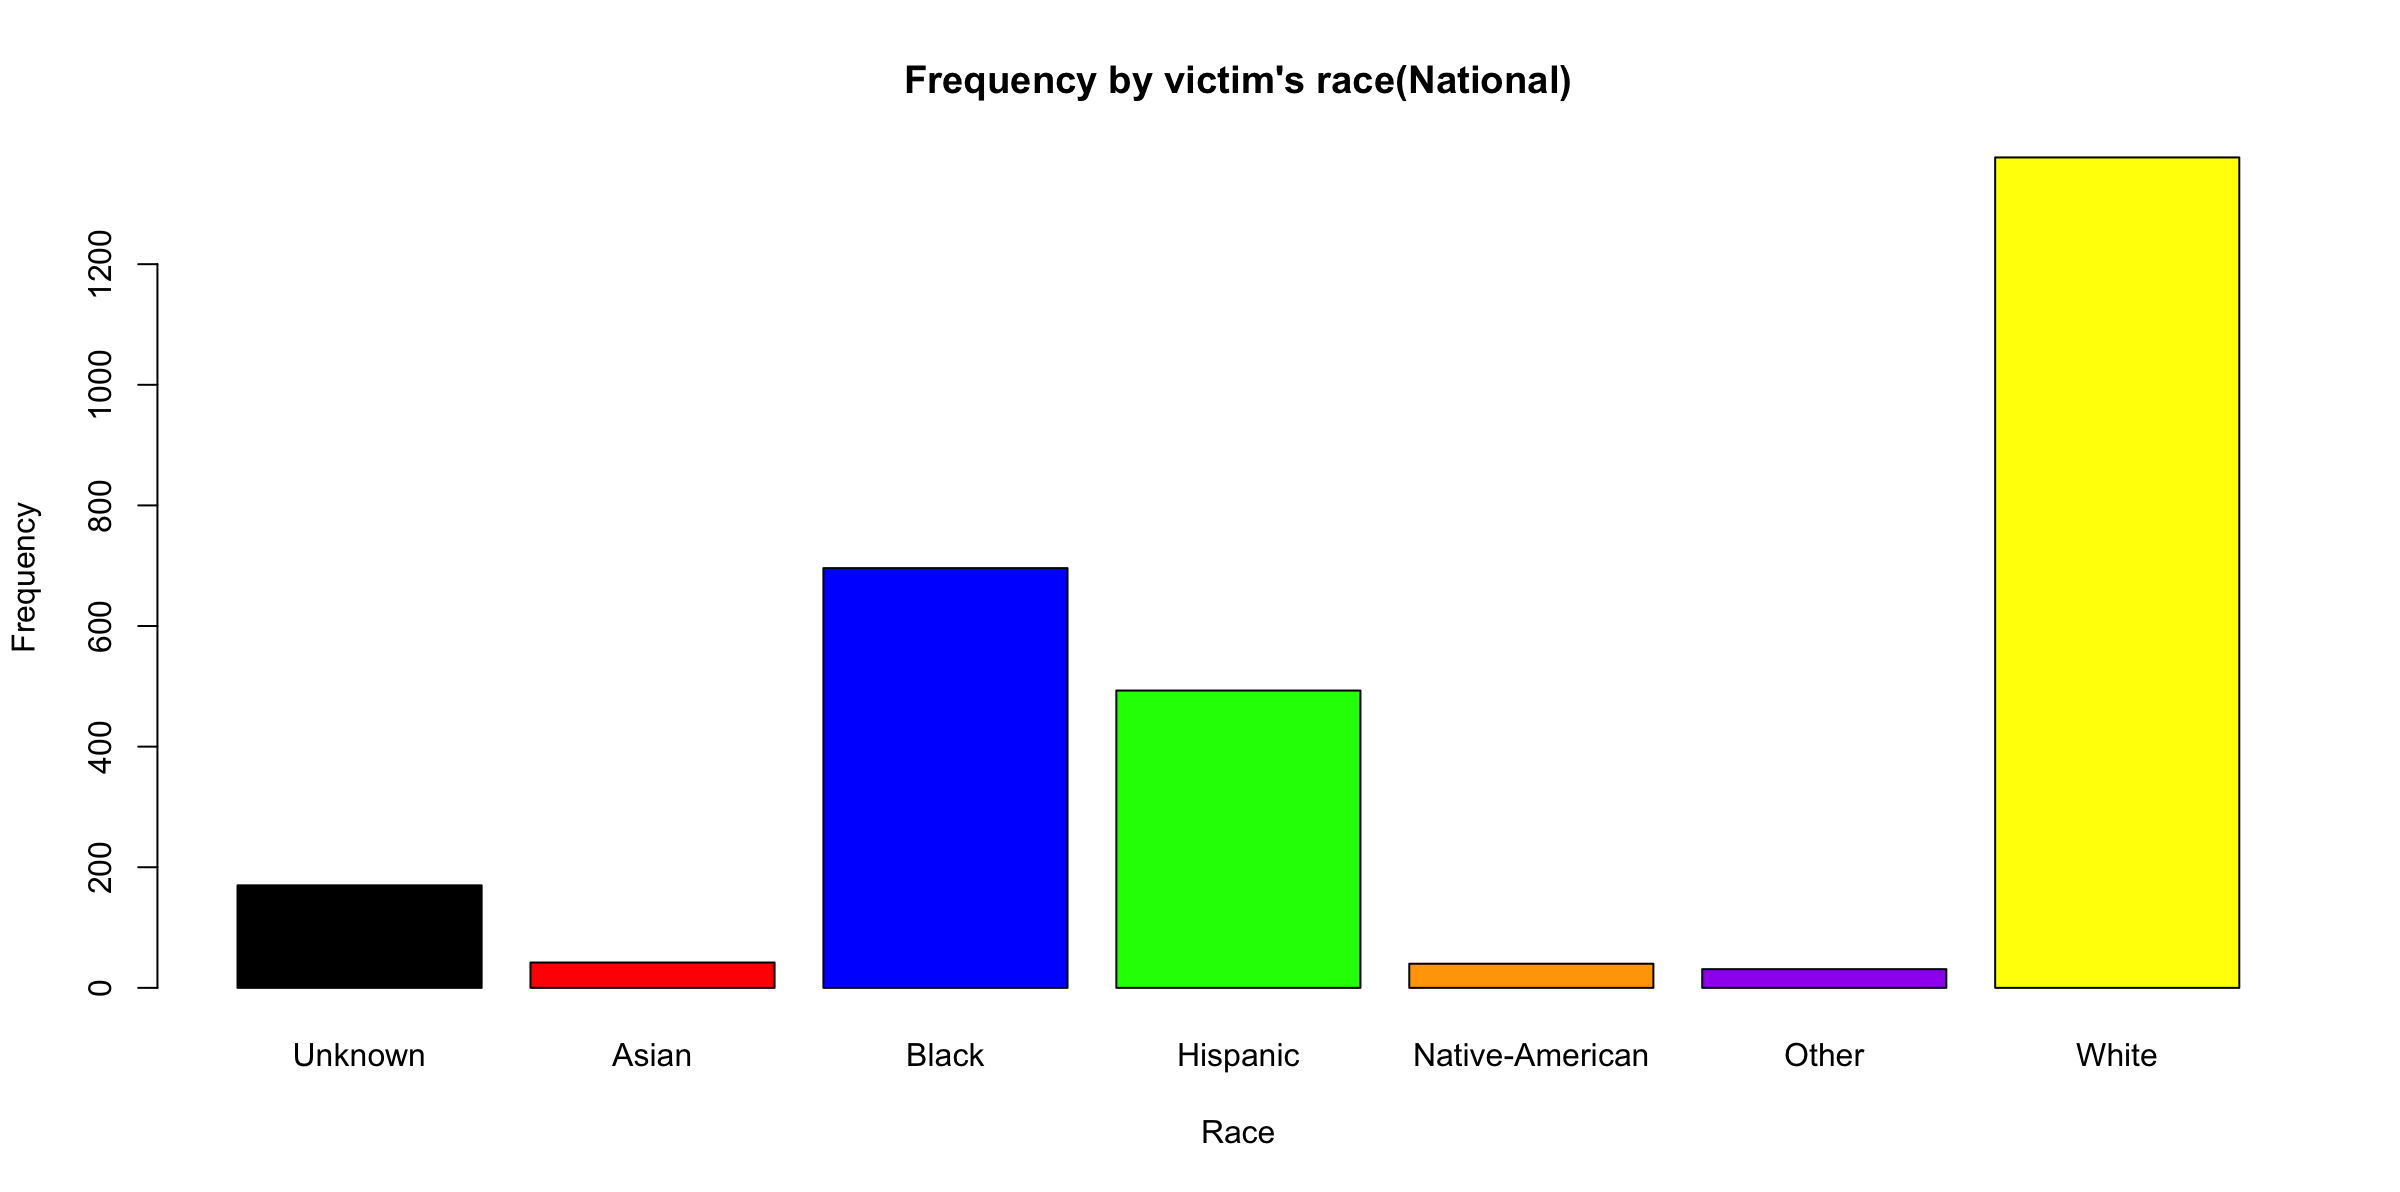 Frequency by victim's race(National)
Frequency
1200
1000
800
600
400
200
0
Unknown Asian Black Hispanic Native-American Other White
Race